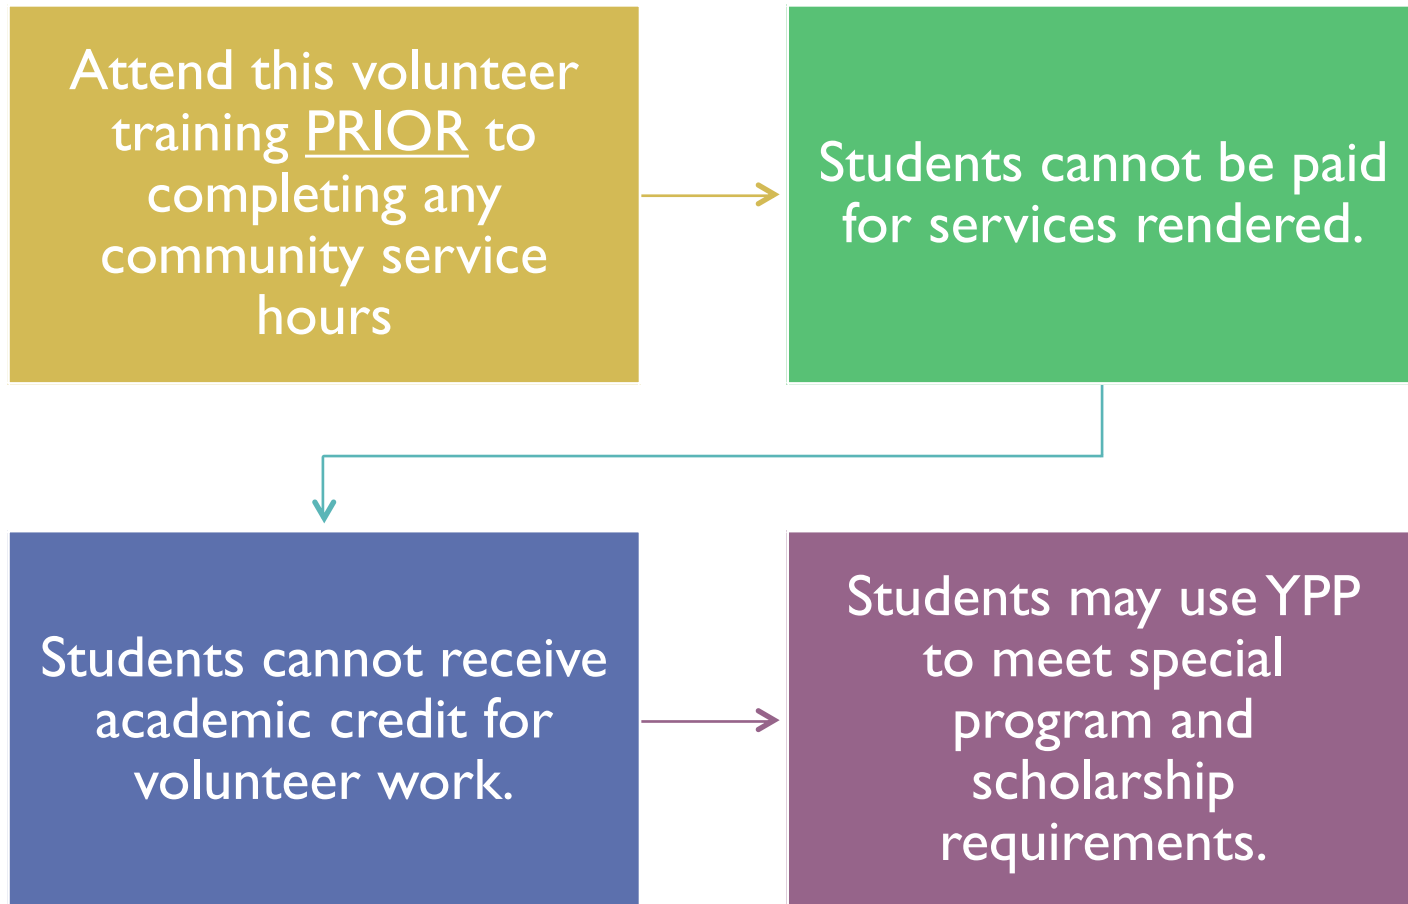 Attend this volunteer
training PRIOR to
completing any
community service
hours
Students cannot be paid
for services rendered.
Students cannot receive
academic credit for
volunteer work.
Students may use YPP
to meet special
program and
scholarship
requirements.